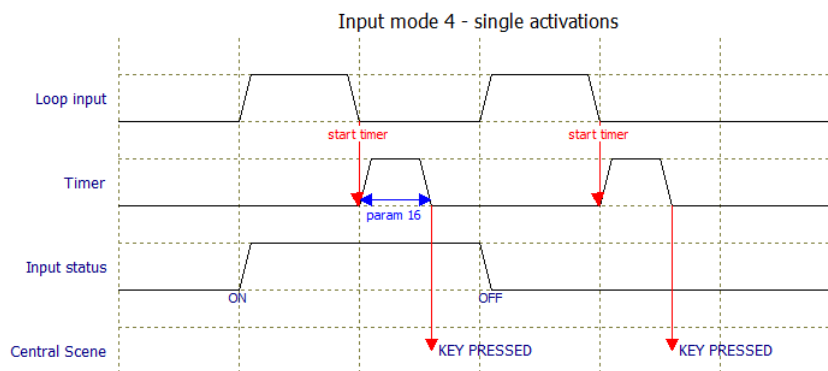 Input mode 4 - single activations
Loop input
start timer
start timer
Timer
param 16
Input status
ON
OFF
Central Scene
KEY PRESSED
KEY PRESSED